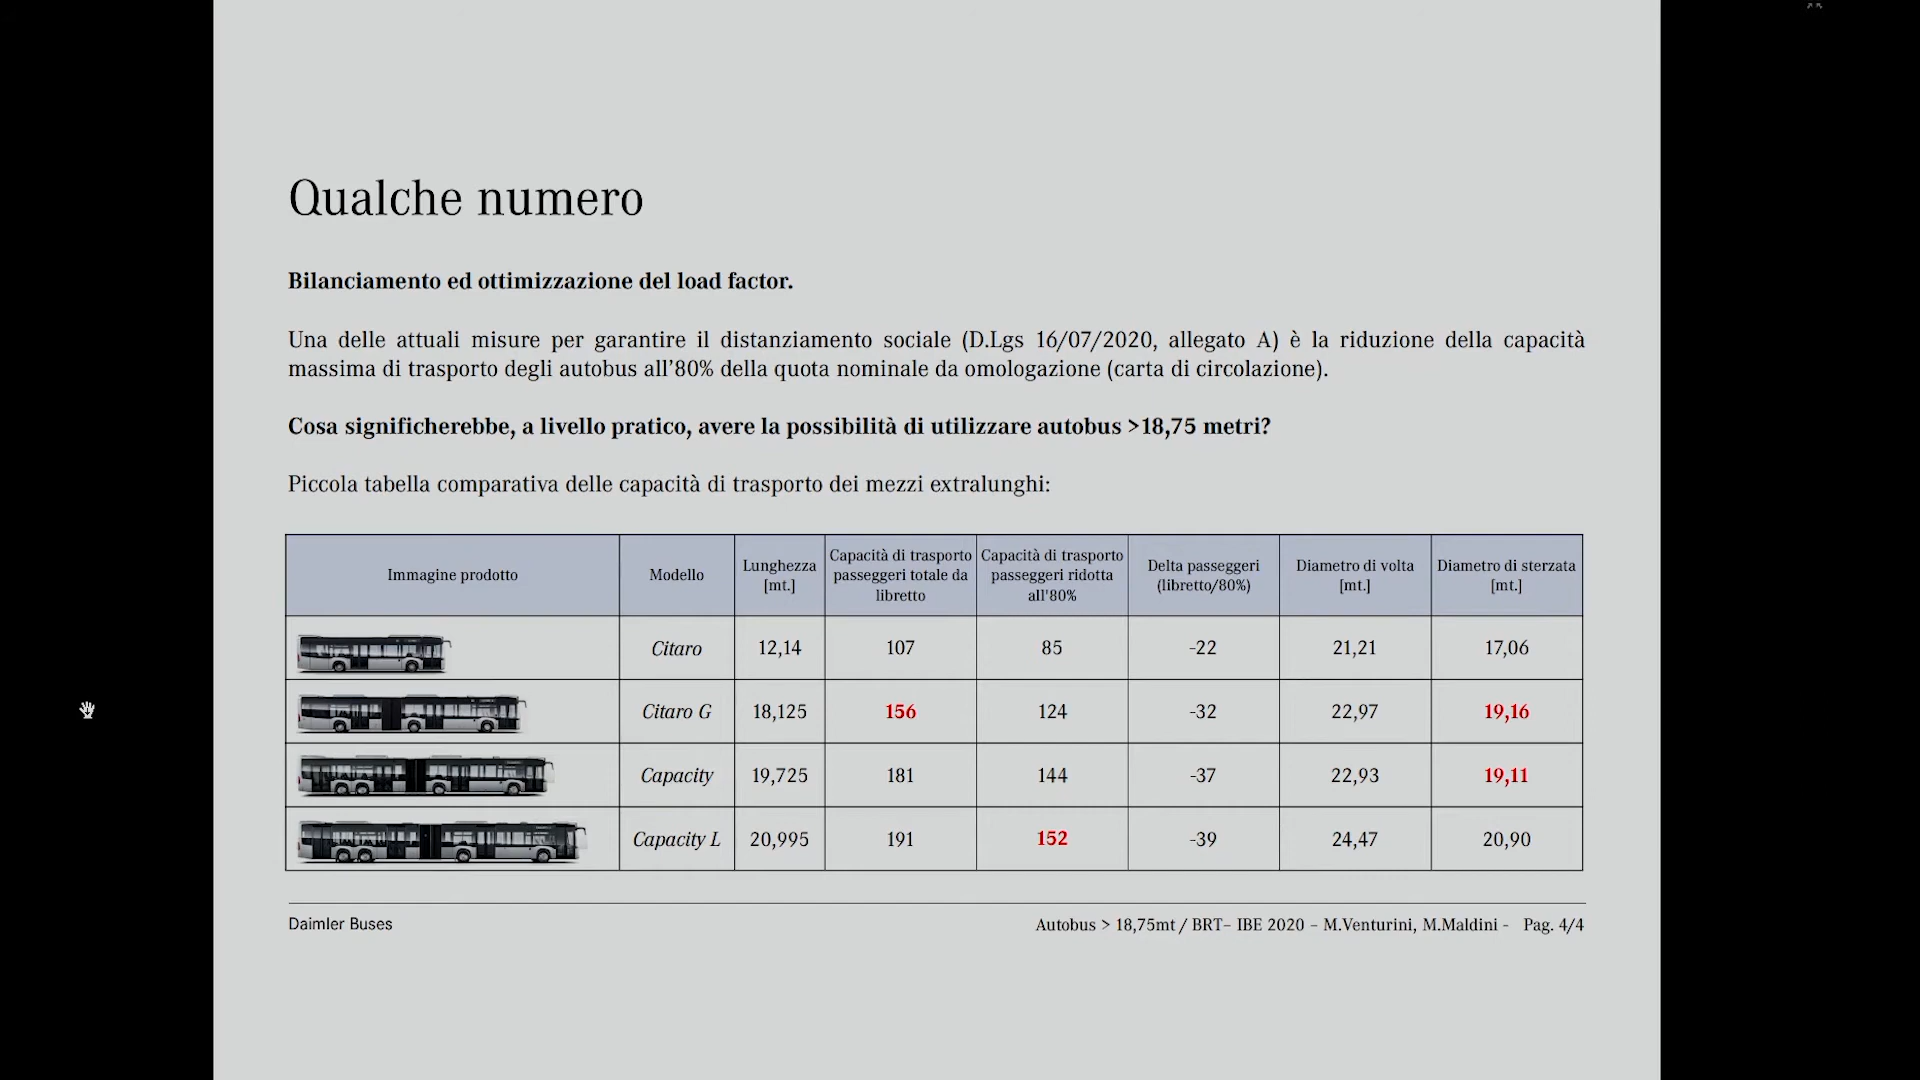 Qualche numero
Bilanciamento ed ottimizzazione del load factor.
Una delle attuali misure per garantire il distanziamento sociale (D.Lgs 16/07/2020, allegato A) è la riduzione della capacità
massima di trasporto degli autobus all'80% della quota nominale da omologazione (carta di circolazione).
Cosa significherebbe, a livello pratico, avere la possibilità di utilizzare autobus >18,75 metri?
Piccola tabella comparativa delle capacità di trasporto dei mezzi extralunghi:
Immagine prodotto
Modello
Lunghezza
[mt.]
Capacità di trasporto
passeggeri totale da
libretto
Capacità di trasporto
passeggeri ridotta
all'80%
Delta passeggeri
(libretto/80%)
Diametro di volta
[mt.]
Diametro di sterzata
[mt.]
Citaro 12,14 107 85 -22 21,21 17,06
Citaro G 18,125 156 124 -32 22,97 19,16
Capacity 19,725 181 144 -37 22,93 19,11
Capacity L 20,995 191 152 -39 24,47 20,90
Daimler Buses
Autobus > 18,75mt / BRT– IBE 2020 – M.Venturini, M.Maldini - Pag. 4/4